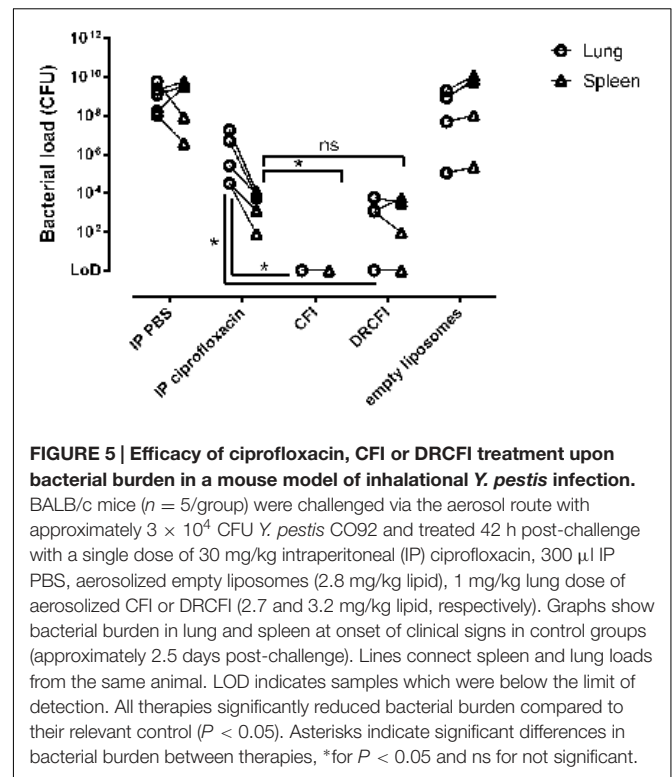 10¹²
10¹⁰
10⁸
10⁶
10⁴
10²
LoD
Bacterial load (CFU)
Lung
Spleen
ns
*
*
*
IP PBS
IP ciprofloxacin
CFI
DRCFI
empty liposomes
FIGURE 5 | Efficacy of ciprofloxacin, CFI or DRCFI treatment upon
bacterial burden in a mouse model of inhalational Y. pestis infection.
BALB/c mice (n = 5/group) were challenged via the aerosol route with
approximately 3 × 10⁴ CFU Y. pestis CO92 and treated 42 h post-challenge
with a single dose of 30 mg/kg intraperitoneal (IP) ciprofloxacin, 300 μl IP
PBS, aerosolized empty liposomes (2.8 mg/kg lipid), 1 mg/kg lung dose of
aerosolized CFI or DRCFI (2.7 and 3.2 mg/kg lipid, respectively). Graphs show
bacterial burden in lung and spleen at onset of clinical signs in control groups
(approximately 2.5 days post-challenge). Lines connect spleen and lung loads
from the same animal. LOD indicates samples which were below the limit of
detection. All therapies significantly reduced bacterial burden compared to
their relevant control (P < 0.05). Asterisks indicate significant differences in
bacterial burden between therapies, *for P < 0.05 and ns for not significant.